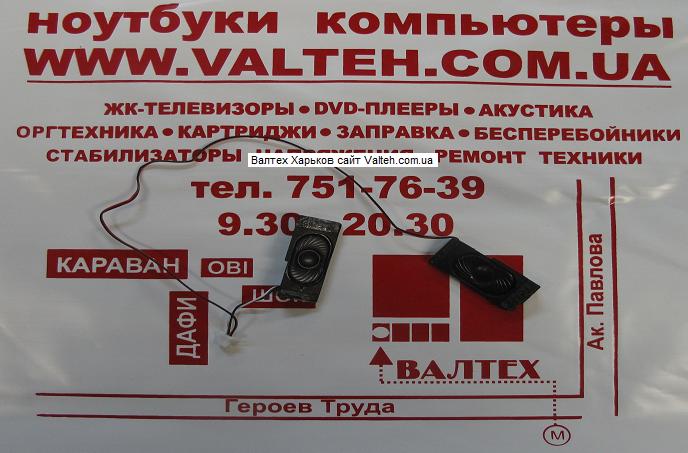 ноутбуки компьютеры
WWW.VALTEH.COM.UA
ЖК-ТЕЛЕВИЗОРЫ • DVD-ПЛЕЕРЫ • АКУСТИКА
ОРГТЕХНИКА • КАРТРИДЖИ • ЗАПРАВКА • БЕСПЕРЕБОЙНИКИ
СТАБИЛИЗАТОРЫ НАПРЯЖЕНИЯ РЕМОНТ ТЕХНИКИ
Валтех Харьков сайт Valteh.com.ua
тел. 751-76-39
9.30 20.30
КАРАВАН
OBI
ДАФИ
Ак. Павлова
ВАЛТЕХ
Героев Труда
М